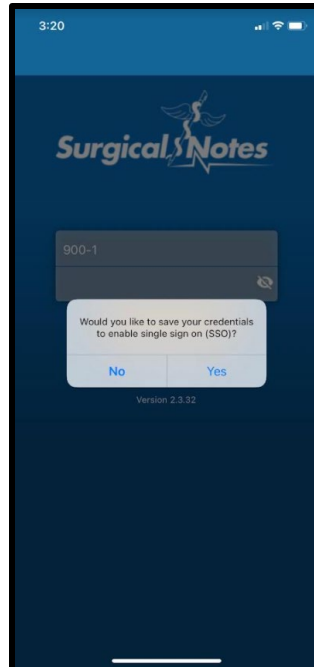 3:20
Surgical Notes
900-1
Would you like to save your credentials
to enable single sign on (SSO)?
No Yes
Version 2.3.32